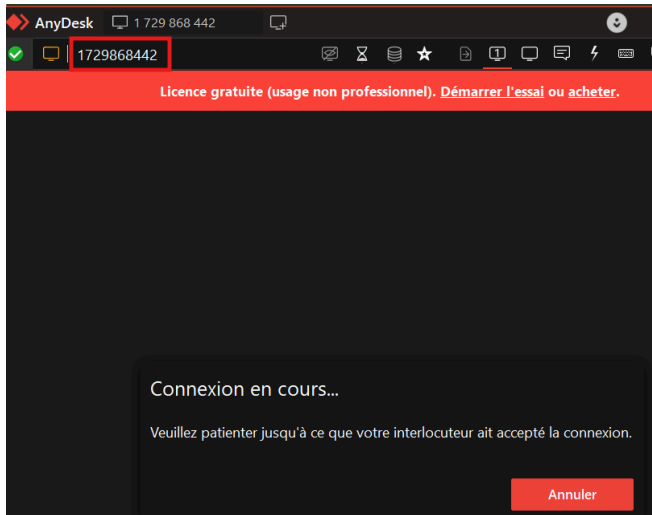 AnyDesk 1 729 868 442
1729868442 1
Licence gratuite (usage non professionnel). Démarrer l'essai ou acheter.
Connexion en cours...
Veuillez patienter jusqu'à ce que votre interlocuteur ait accepté la connexion.
Annuler